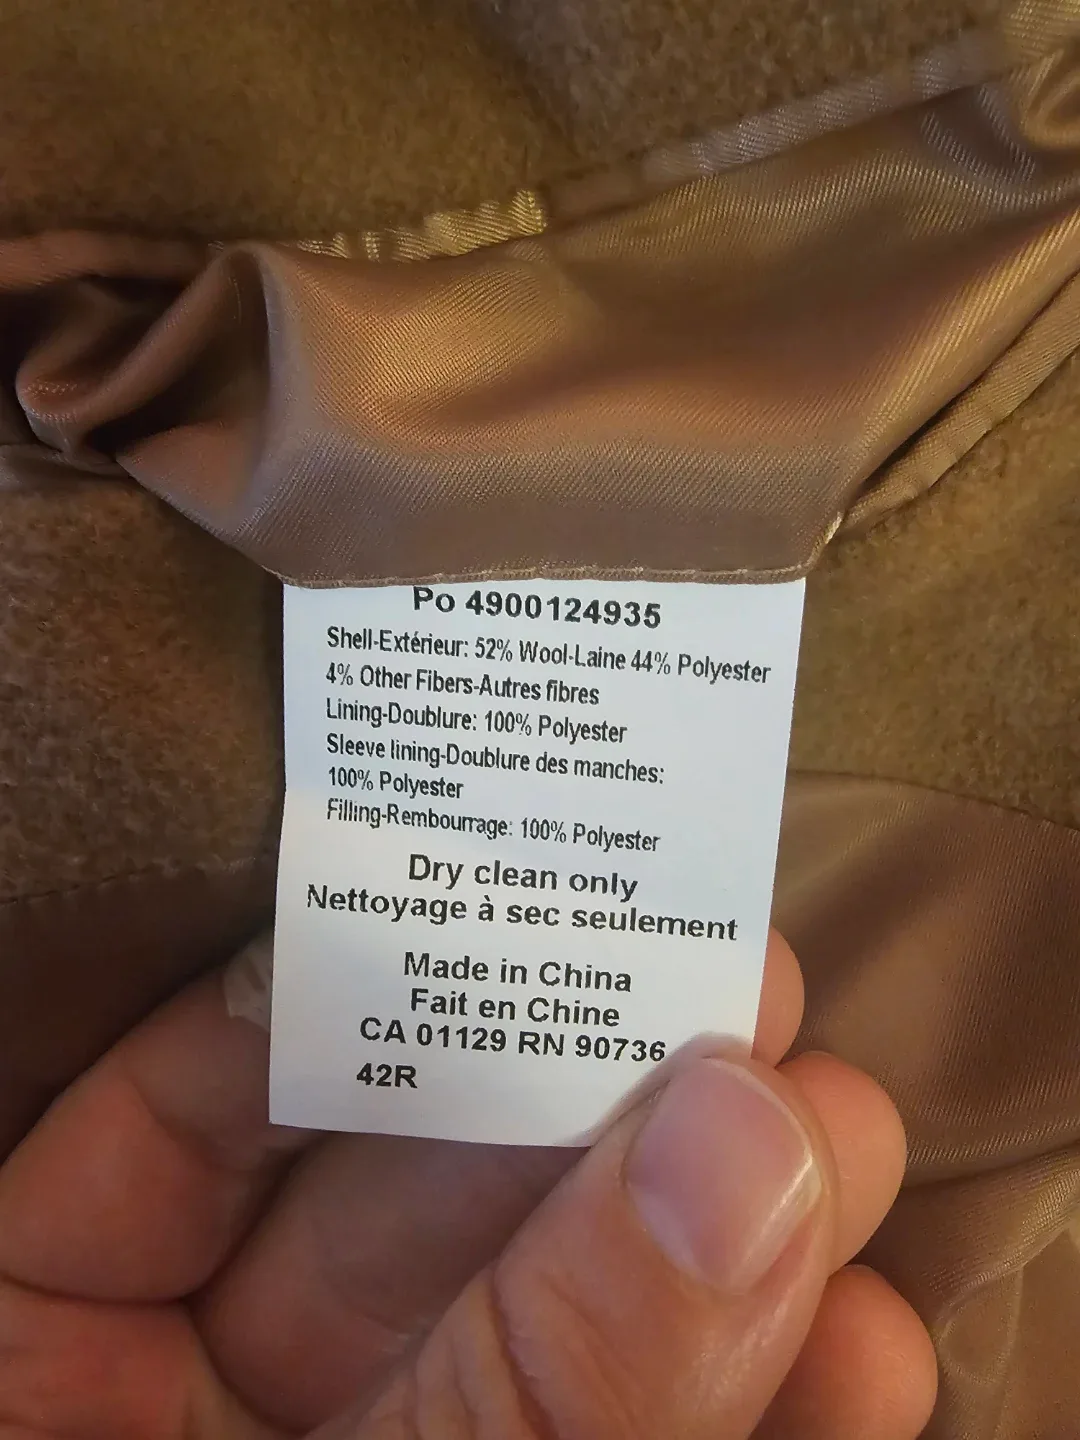 Po 4900124935
Shell-Extérieur: 52% Wool-Laine 44% Polyester
4% Other Fibers-Autres fibres
Lining-Doublure: 100% Polyester
Sleeve lining-Doublure des manches:
100% Polyester
Filling-Rembourrage: 100% Polyester
Dry clean only
Nettoyage à sec seulement
Made in China
Fait en Chine
CA 01129 RN 90736
42R